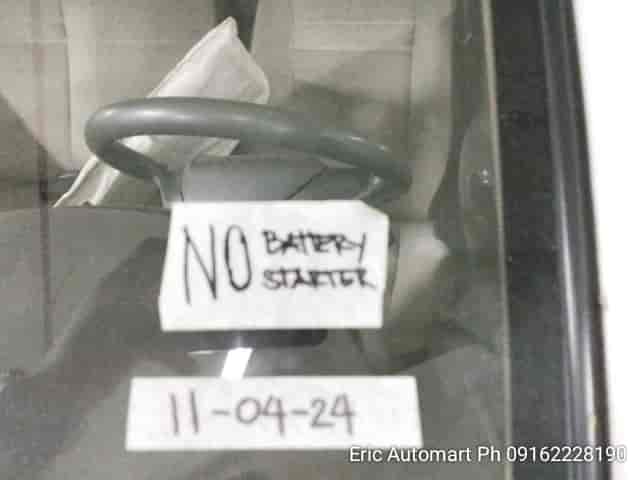 NO BATTERY
STARTER
11-04-24
Eric Automart Ph 09162228190